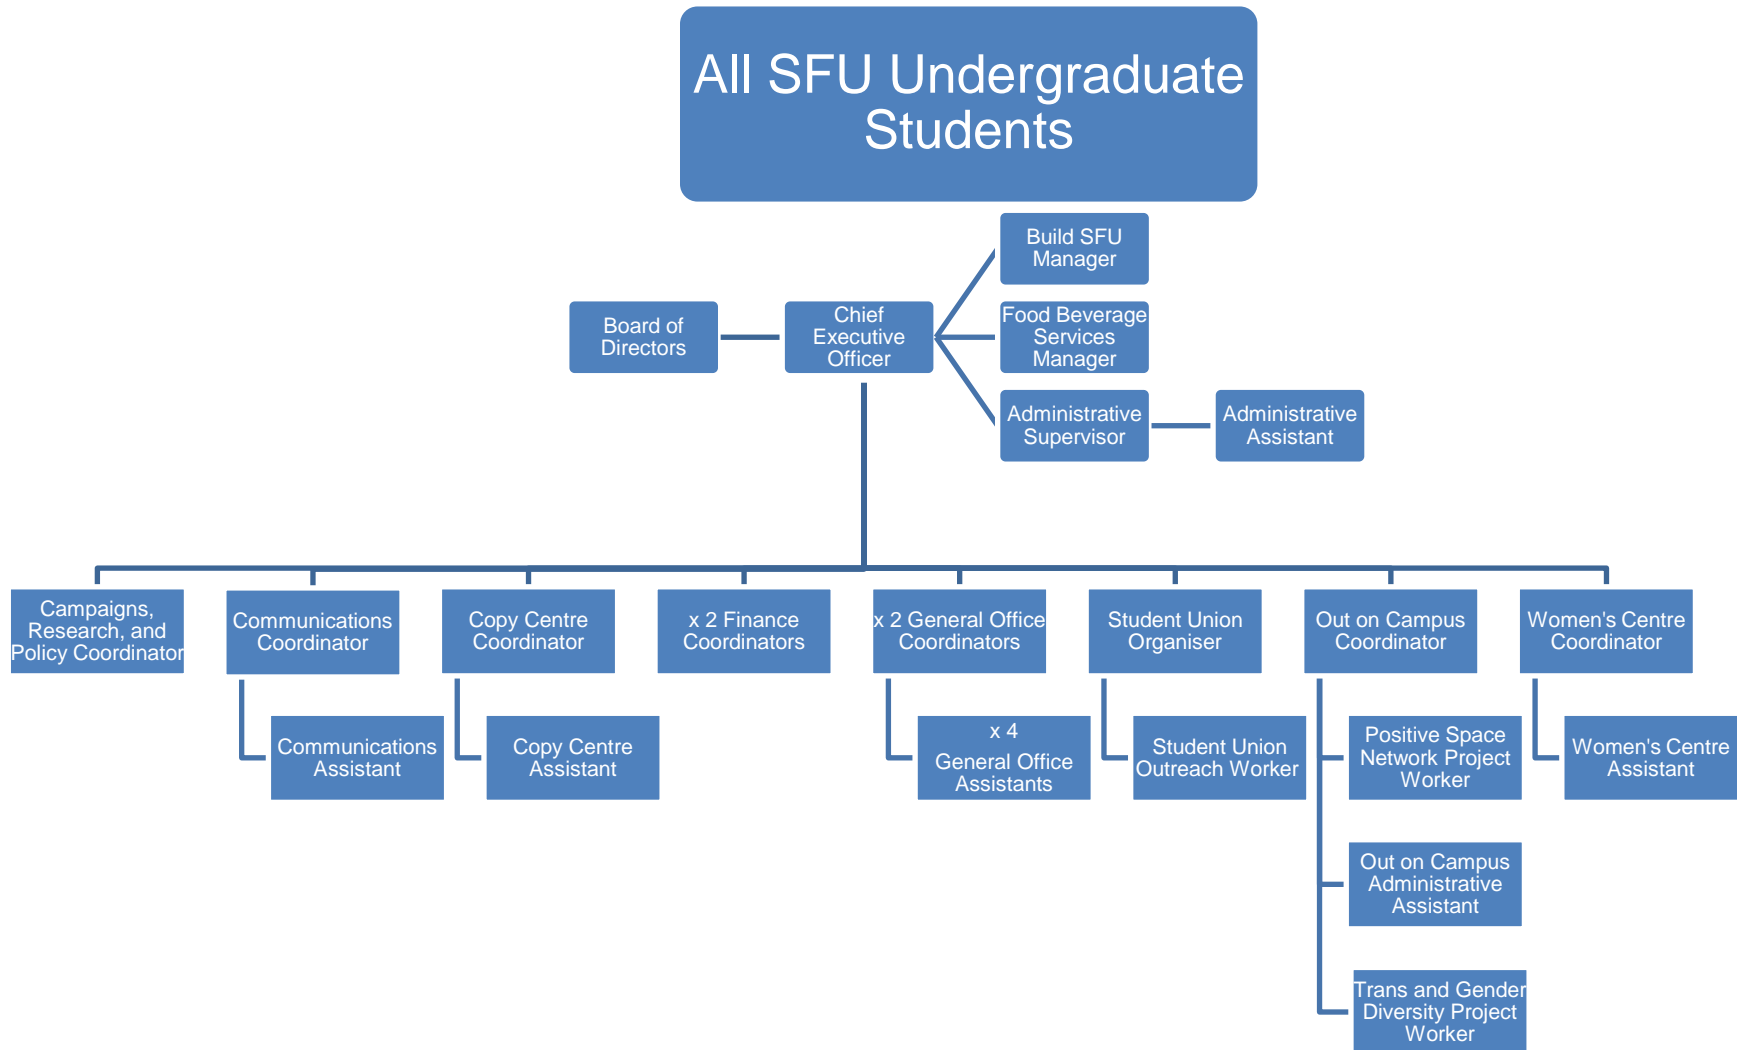 All SFU Undergraduate
Students
Build SFU
Manager
Board of
Directors
Chief
Executive
Officer
Food Beverage
Services
Manager
Administrative
Supervisor
Administrative
Assistant
Campaigns,
Research, and
Policy Coordinator
Communications
Coordinator
Copy Centre
Coordinator
x 2 Finance
Coordinators
x 2 General Office
Coordinators
Student Union
Organiser
Out on Campus
Coordinator
Women's Centre
Coordinator
Communications
Assistant
Copy Centre
Assistant
x 4
General Office
Assistants
Student Union
Outreach Worker
Positive Space
Network Project
Worker
Women's Centre
Assistant
Out on Campus
Administrative
Assistant
Trans and Gender
Diversity Project
Worker